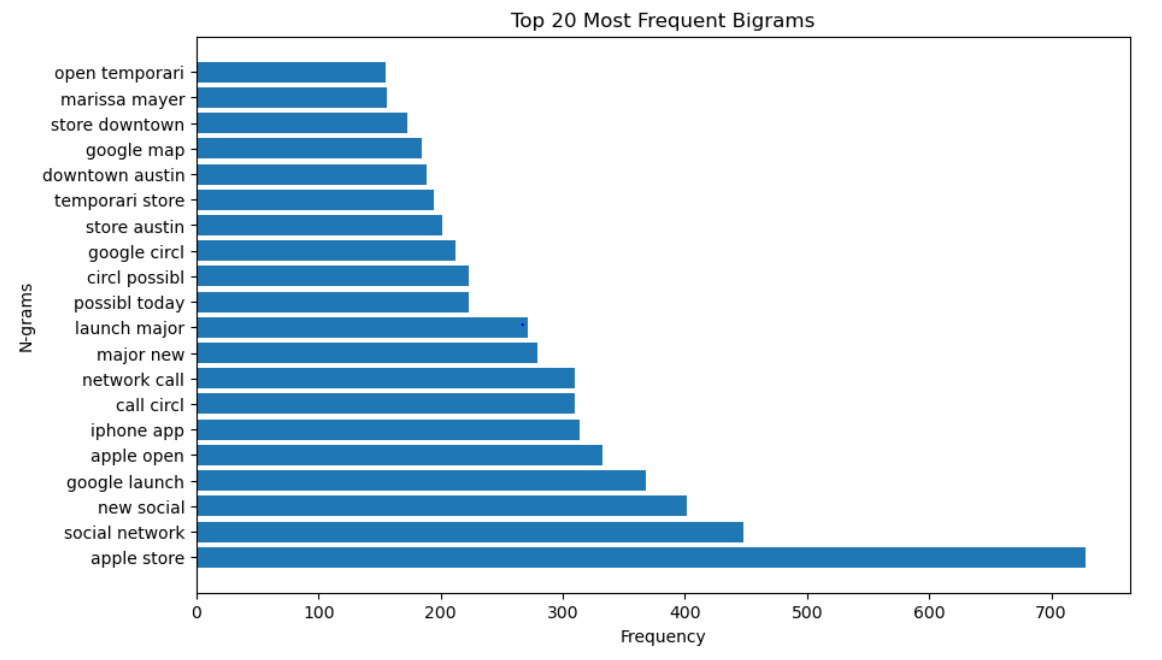 Top 20 Most Frequent Bigrams
N-grams
open temporari
marissa mayer
store downtown
google map
downtown austin
temporari store
store austin
google circl
circl possibl
possibl today
launch major
major new
network call
call circl
iphone app
apple open
google launch
new social
social network
apple store
0 100 200 300 400 500 600 700
Frequency